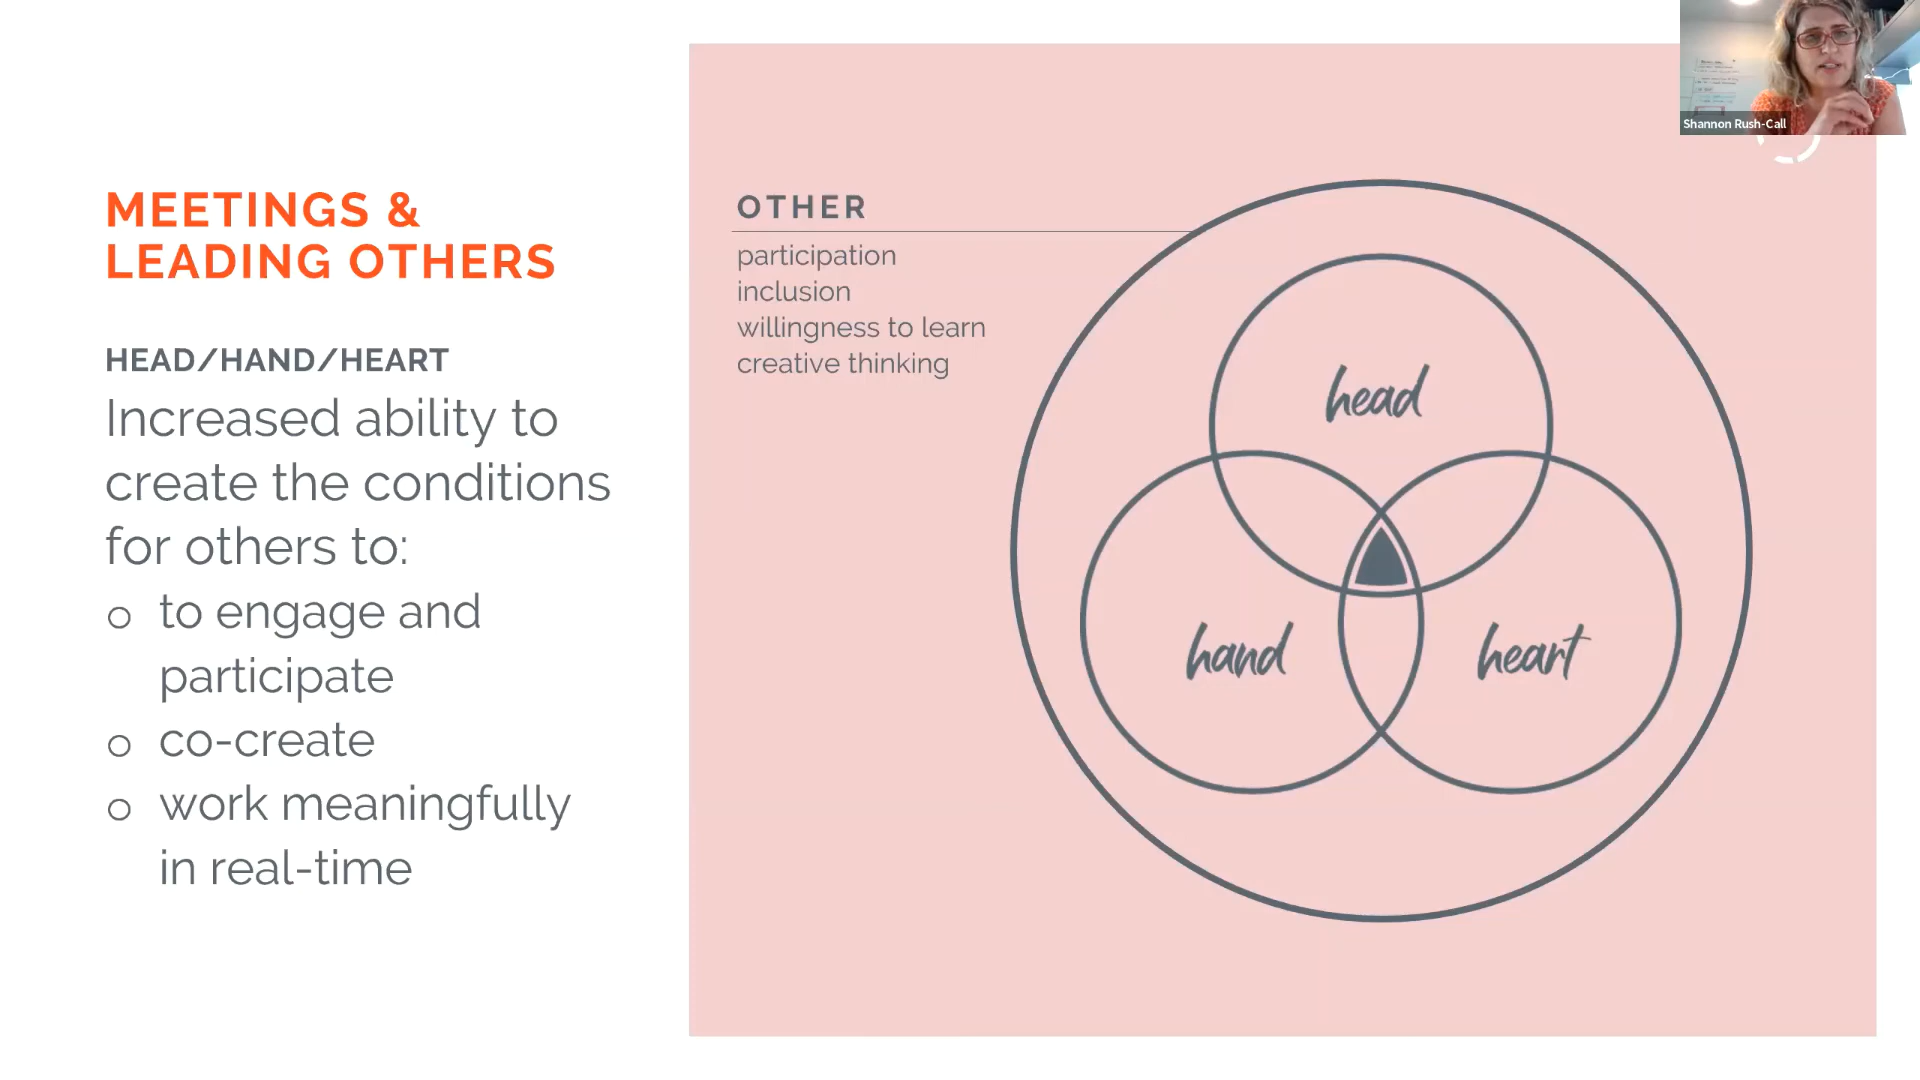 MEETINGS &
LEADING OTHERS
HEAD/HAND/HEART
Increased ability to
create the conditions
for others to:
o to engage and
participate
o co-create
o work meaningfully
in real-time
OTHER
participation
inclusion
willingness to learn
creative thinking
head
hand
heart
Shannon Rush-Call